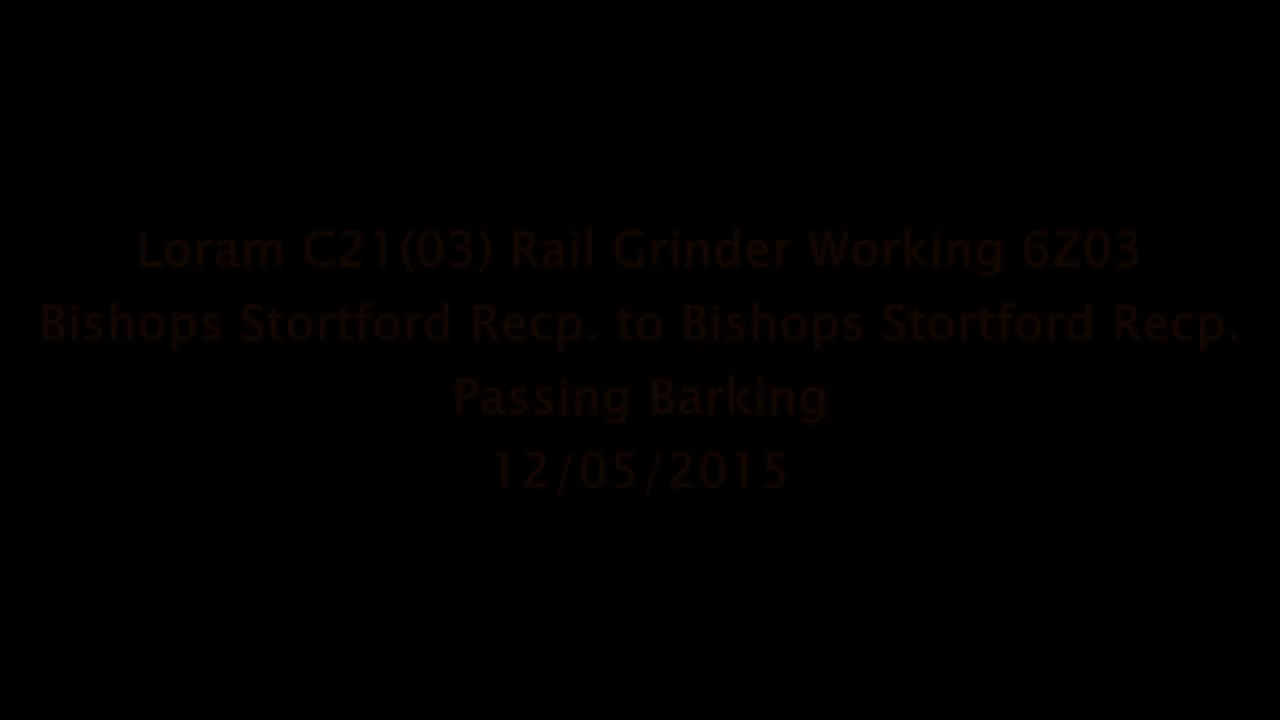 Loram C21(03) Rail Grinder Working 6Z03
Bishops Stortford Recp. to Bishops Stortford Recp.
Passing Barking
12/05/2015